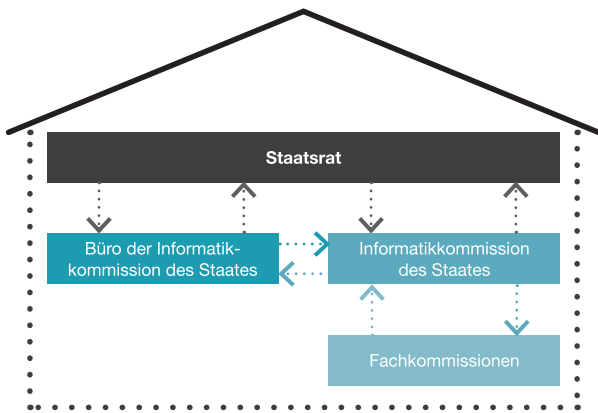 Staatsrat
Büro der Informatik-
kommission des Staates
Informatikkommission
des Staates
Fachkommissionen